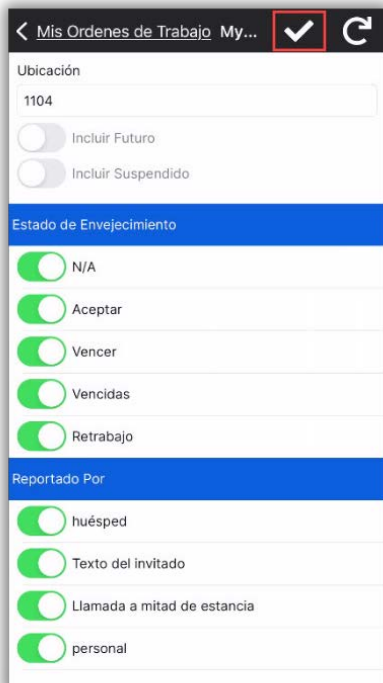 Mis Ordenes de Trabajo My...
Ubicación
1104
Incluir Futuro
Incluir Suspendido
Estado de Envejecimiento
N/A
Aceptar
Vencer
Vencidas
Retrabajo
Reportado Por
huésped
Texto del invitado
Llamada a mitad de estancia
personal